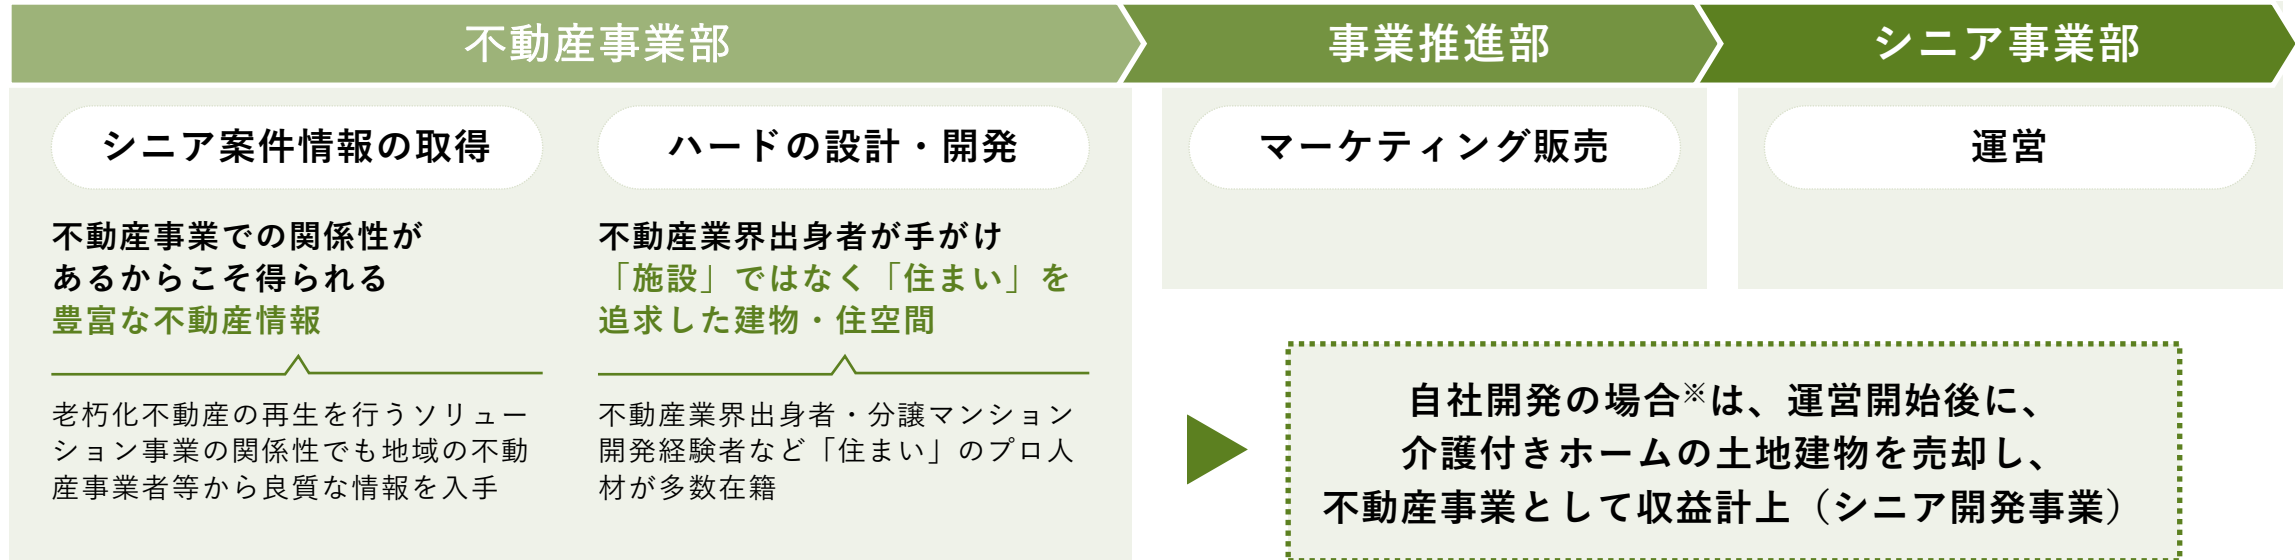 不動産事業部
事業推進部
シニア事業部
シニア案件情報の取得
ハードの設計・開発
マーケティング販売
運営
不動産事業での関係性が
あるからこそ得られる
豊富な不動産情報
老朽化不動産の再生を行うソリュー
ション事業の関係性でも地域の不動
産事業者等から良質な情報を入手
不動産業界出身者が手がけ
「施設」ではなく「住まい」を
追求した建物・住空間
不動産業界出身者・分譲マンション
開発経験者など「住まい」のプロ人
材が多数在籍
自社開発の場合※は、運営開始後に、
介護付きホームの土地建物を売却し、
不動産事業として収益計上（シニア開発事業）